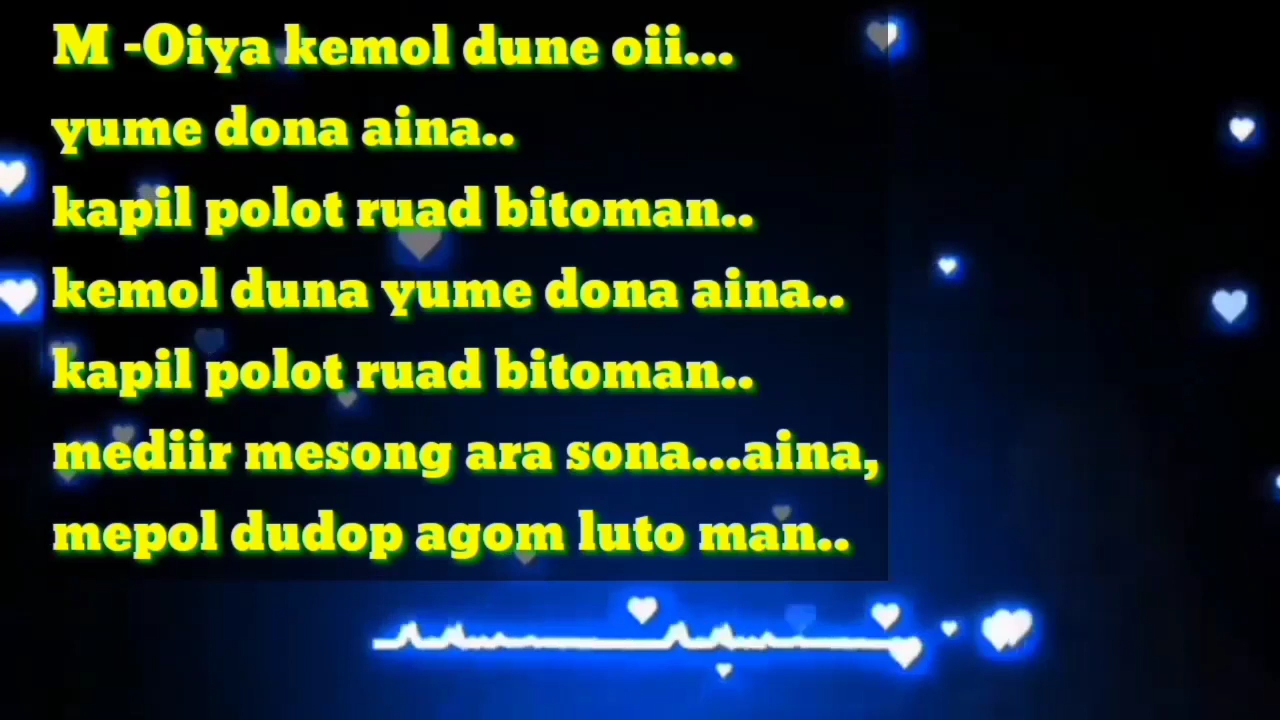 M -Oiya kemol dune oii...
yume dona aina..
kapil polot ruad bitoman..
kemol duna yume dona aina..
kapil polot ruad bitoman..
mediir mesong ara sona...aina,
mepol dudop agom luto man..